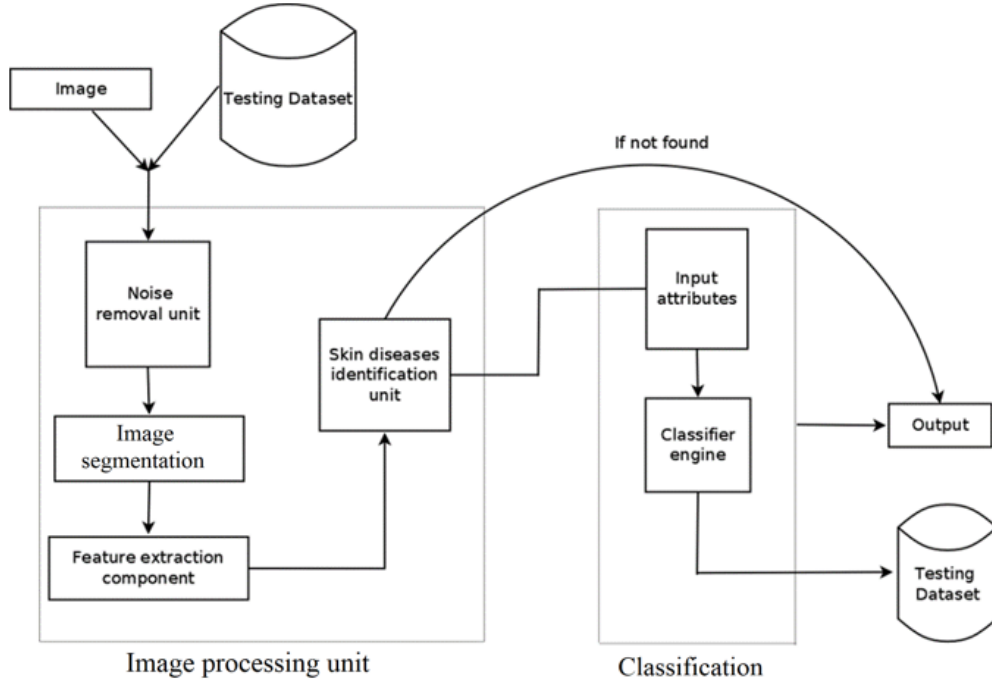 Image
Testing Dataset
If not found
Noise
removal unit
Input
attributes
Skin diseases
identification
unit
Image
segmentation
Classifier
engine
Output
Feature extraction
component
Testing
Dataset
Image processing unit
Classification